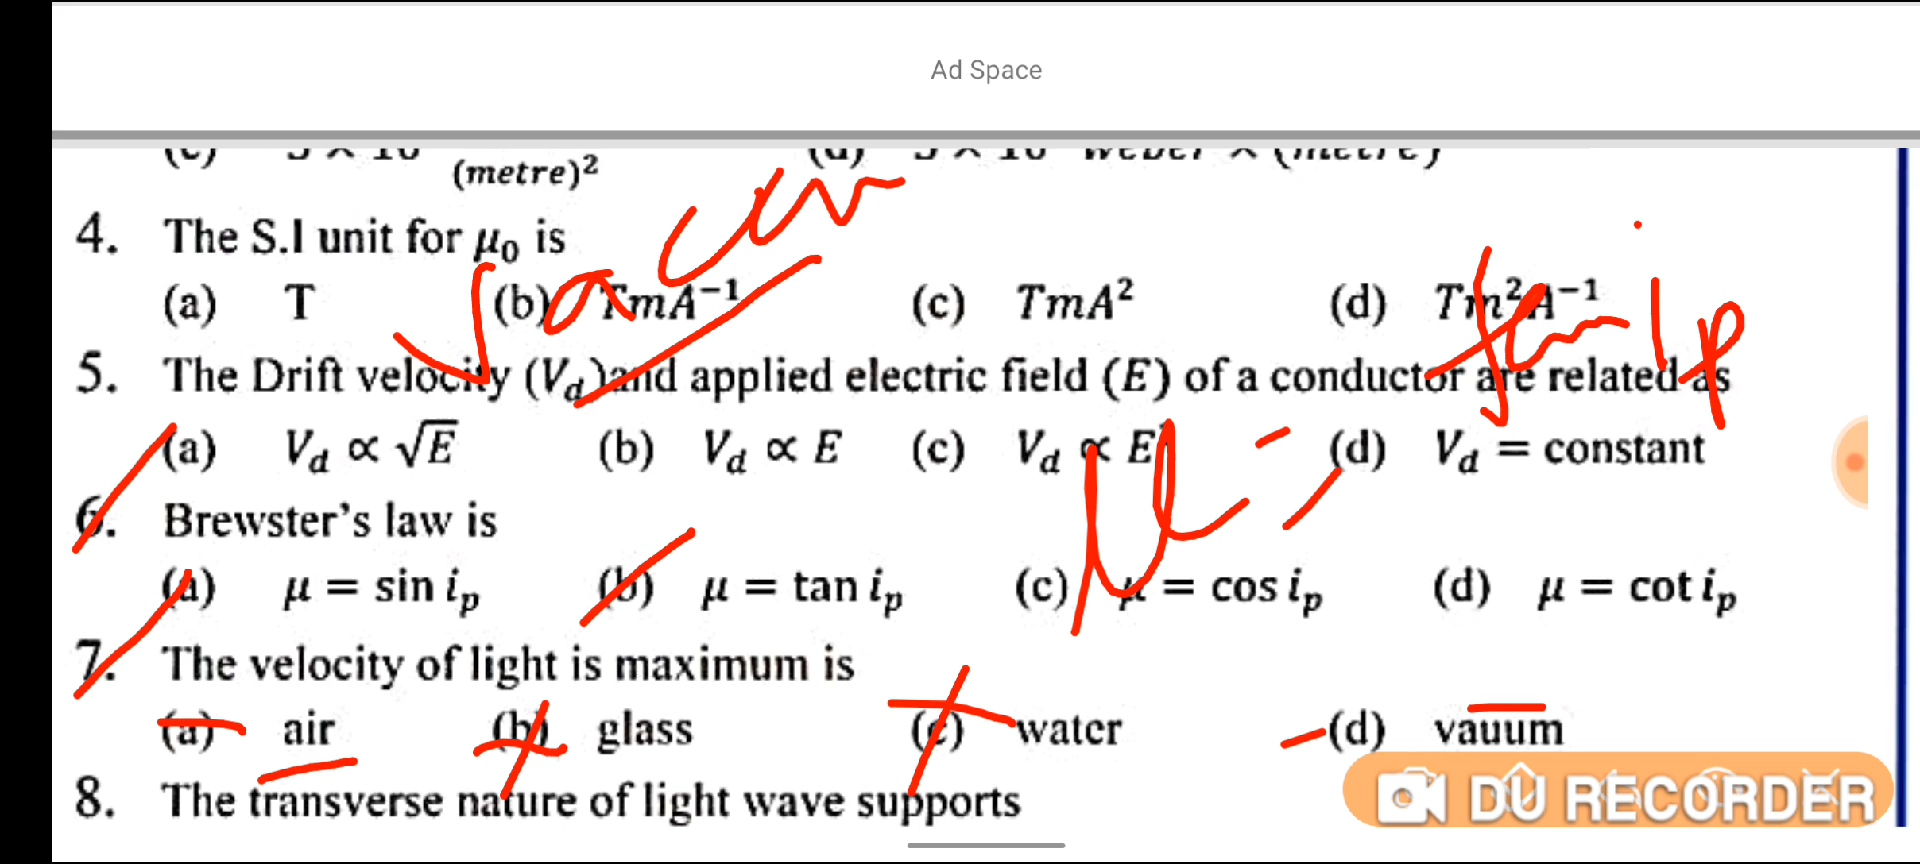 Ad Space
(metre)²
4. The S.I unit for μ₀ is
(a) T (b) TmA⁻¹ (c) TmA² (d) Tm²A⁻¹
5. The Drift velocity (V_d) and applied electric field (E) of a conductor are related as
(a) V_d ∝ √E (b) V_d ∝ E (c) V_d ∝ E (d) V_d = constant
6. Brewster's law is
(a) μ = sin i_p (b) μ = tan i_p (c) μ = cos i_p (d) μ = cot i_p
7. The velocity of light is maximum is
(a) air (b) glass (c) water (d) vauum
8. The transverse nature of light wave supports
DU RECORDER